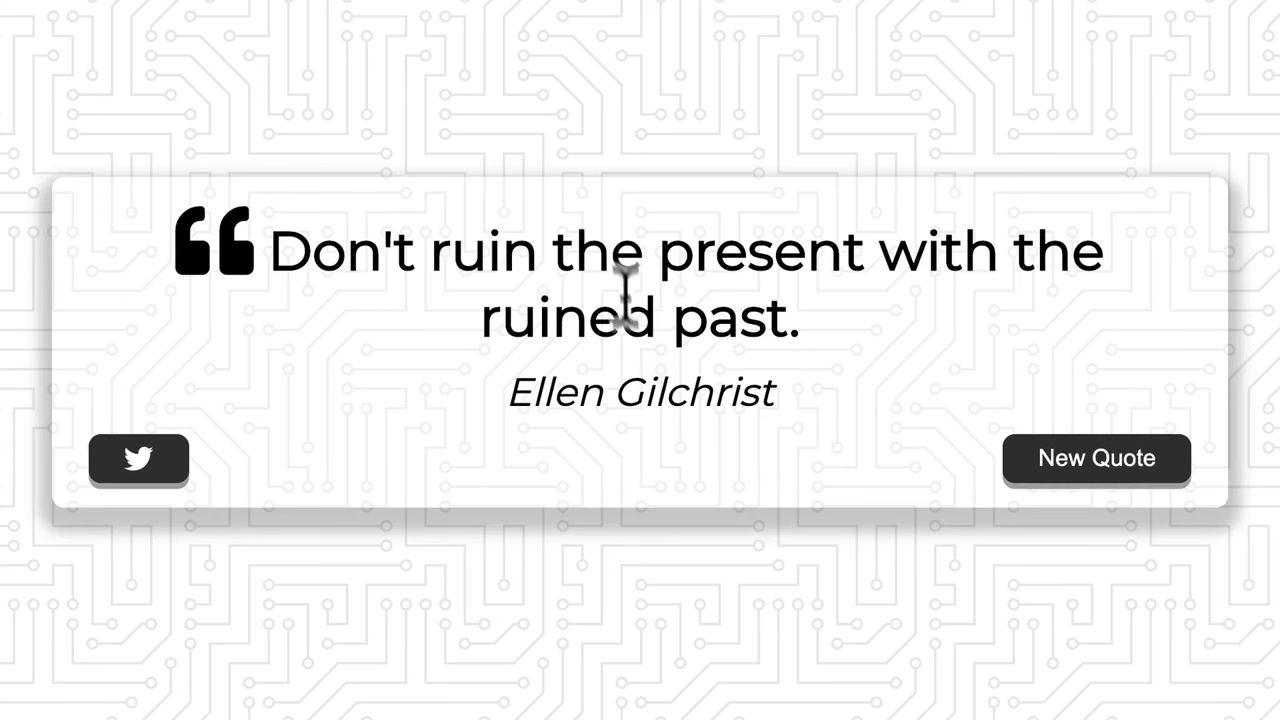 Don't ruin the present with the
ruined past.
Ellen Gilchrist
New Quote